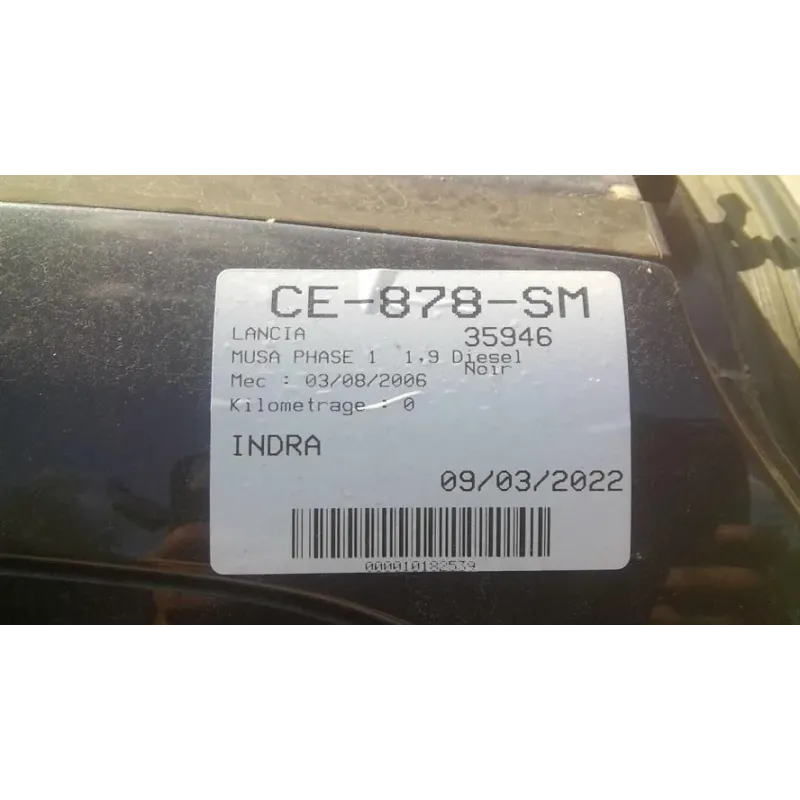 CE-878-SM
LANCIA 35946
MUSA PHASE 1 1,9 Diesel
Noir
Mec : 03/08/2006
Kilometrage : 0
INDRA
09/03/2022
000010182539